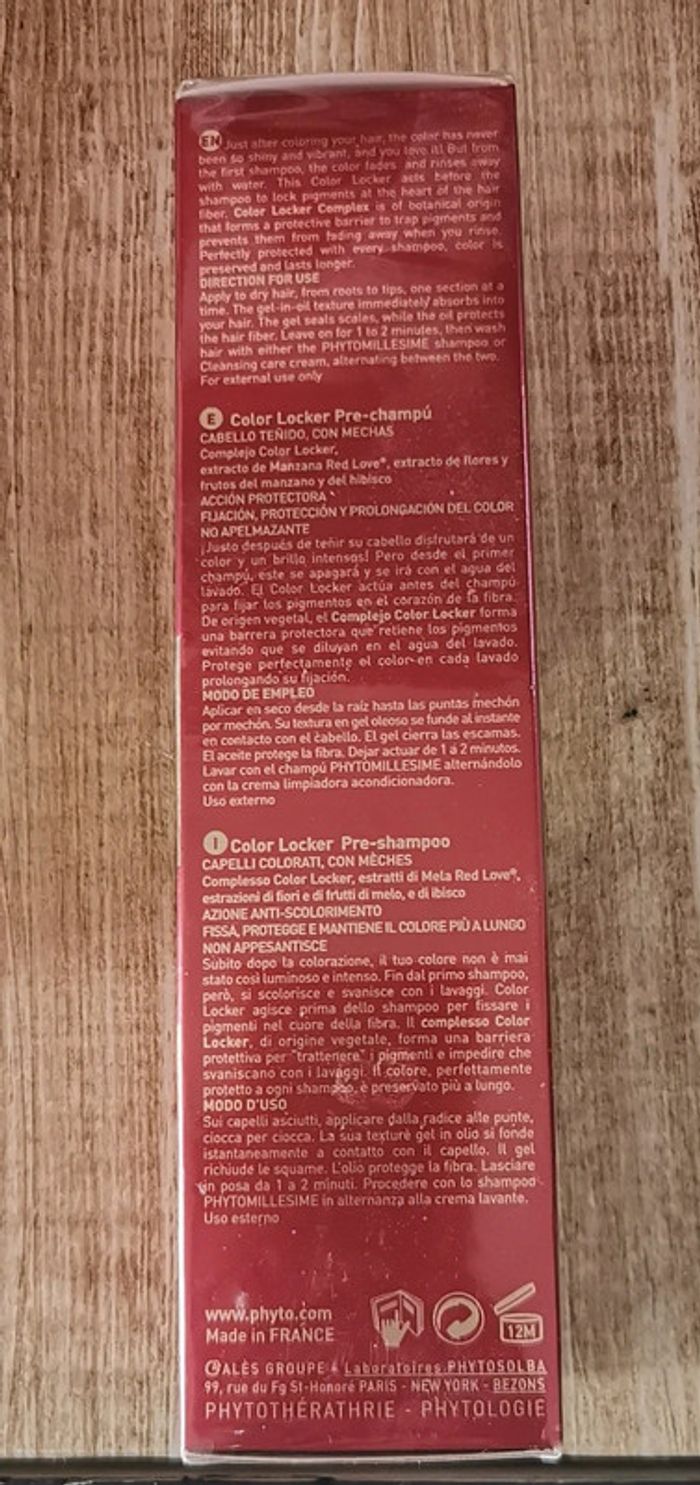 EN Just after coloring your hair, the color has never
been so shiny and vibrant, and you love it! But from
the first shampoo, the color fades and rinses away
with water. This Color Locker acts before the
shampoo to lock pigments at the heart of the hair
fiber. Color Locker Complex is of botanical origin
that forms a protective barrier to trap pigments and
prevents them from fading away when you rinse.
Perfectly protected with every shampoo, color is
preserved and lasts longer.
DIRECTION FOR USE
Apply to dry hair, from roots to tips, one section at a
time. The gel-in-oil texture immediately absorbs into
your hair. The gel seals scales, while the oil protects
the hair fiber. Leave on for 1 to 2 minutes, then wash
hair with either the PHYTOMILLESIME shampoo or
Cleansing care cream, alternating between the two.
For external use only
E Color Locker Pre-champú
CABELLO TEÑIDO, CON MECHAS
Complejo Color Locker,
extracto de Manzana Red Love®, extracto de flores y
frutos del manzano y del hibisco
ACCIÓN PROTECTORA
FIJACIÓN, PROTECCIÓN Y PROLONGACIÓN DEL COLOR
NO APELMAZANTE
¡Justo después de teñir su cabello disfrutará de un
color y un brillo intensos! Pero desde el primer
champú, este se apagará y se irá con el agua del
lavado. El Color Locker actúa antes del champú
para fijar los pigmentos en el corazón de la fibra.
De origen vegetal, el Complejo Color Locker forma
una barrera protectora que retiene los pigmentos
evitando que se diluyan en el agua del lavado.
Protege perfectamente el color en cada lavado
prolongando su fijación.
MODO DE EMPLEO
Aplicar en seco desde la raíz hasta las puntas mechón
por mechón. Su textura en gel oleoso se funde al instante
en contacto con el cabello. El gel cierra las escamas.
El aceite protege la fibra. Dejar actuar de 1 a 2 minutos.
Lavar con el champú PHYTOMILLESIME alternándolo
con la crema limpiadora acondicionadora.
Uso externo
I Color Locker Pre-shampoo
CAPELLI COLORATI, CON MÈCHES
Complesso Color Locker, estratti di Mela Red Love®,
estrazioni di fiori e di frutti di melo, e di ibisco
AZIONE ANTI-SCOLORIMENTO
FISSA, PROTEGGE E MANTIENE IL COLORE PIÙ A LUNGO
NON APPESANTISCE
Subito dopo la colorazione, il tuo colore non è mai
stato così luminoso e intenso. Fin dal primo shampoo,
però, si scolorisce e svanisce con i lavaggi. Color
Locker agisce prima dello shampoo per fissare i
pigmenti nel cuore della fibra. Il complesso Color
Locker, di origine vegetate, forma una barriera
protettiva per "trattenere" i pigmenti e impedire che
svaniscano con i lavaggi. Il colore, perfettamente
protetto a ogni shampoo, è preservato più a lungo.
MODO D'USO
Sui capelli asciutti, applicare dalla radice alle punte,
ciocca per ciocca. La sua texture gel in olio si fonde
istantaneamente a contatto con il capello. Il gel
richiude le squame. L'olio protegge la fibra. Lasciare
in posa da 1 a 2 minuti. Procedere con lo shampoo
PHYTOMILLESIME in alternanza alla crema lavante.
Uso esterno
www.phyto.com
Made in FRANCE
12M
ALÈS GROUPE Laboratoires PHYTOSOLBA
99, rue du Fg St-Honoré PARIS - NEW YORK - BEZONS
PHYTOTHÉRATHRIE - PHYTOLOGIE